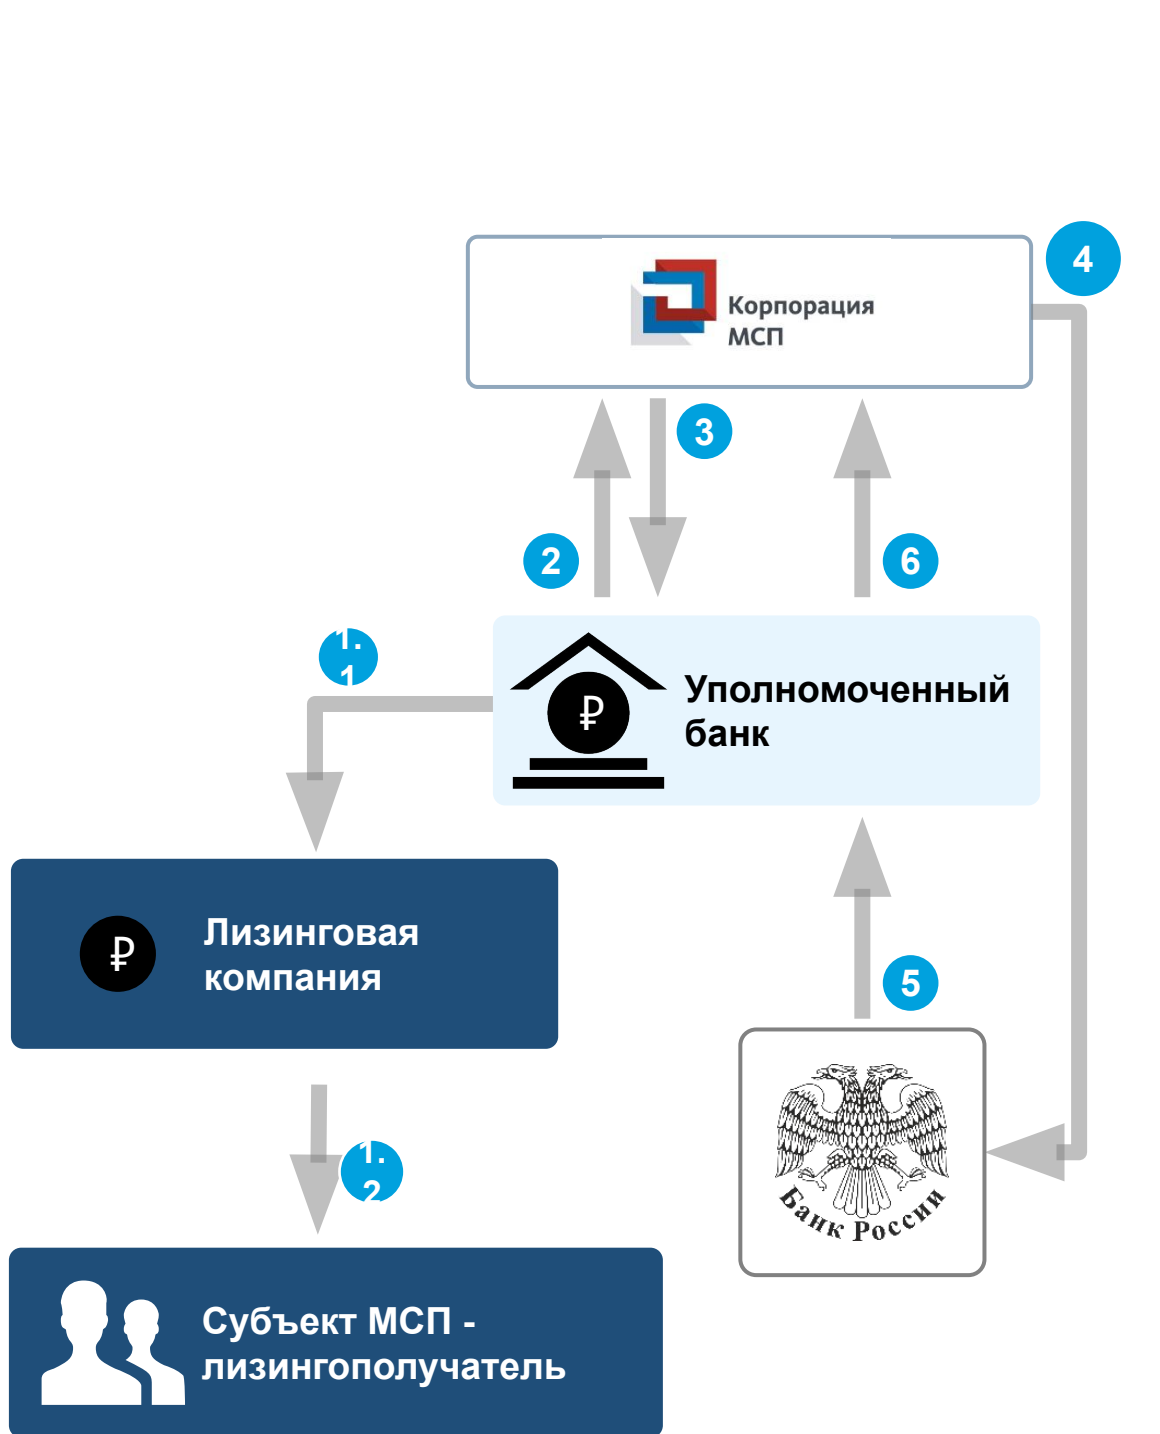 4
Корпорация
МСП
3
2
6
1.
1
₽
Уполномоченный
банк
₽
Лизинговая
компания
5
1.
2
Банк России
Субъект МСП -
лизингополучатель